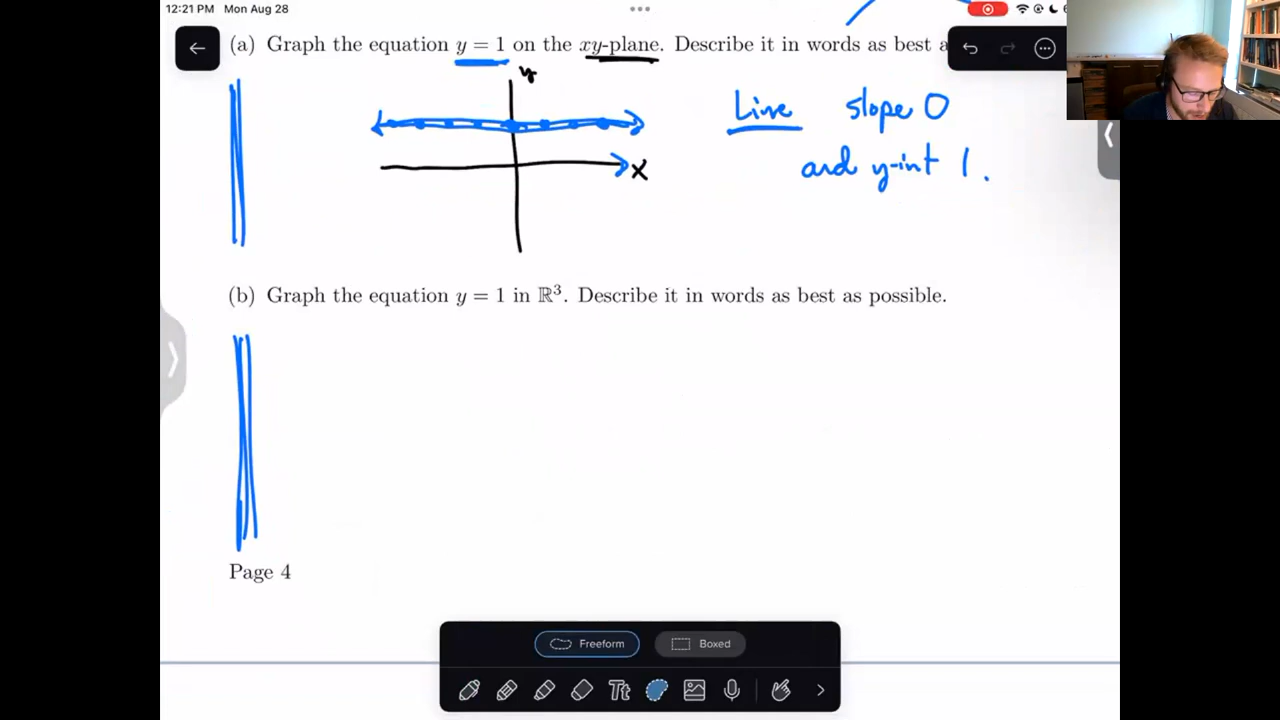 12:21 PM Mon Aug 28
(a) Graph the equation y = 1 on the xy-plane. Describe it in words as best a
y
Line slope 0
x
and y-int 1.
(b) Graph the equation y = 1 in ℝ³. Describe it in words as best as possible.
Page 4
Freeform Boxed
Tt